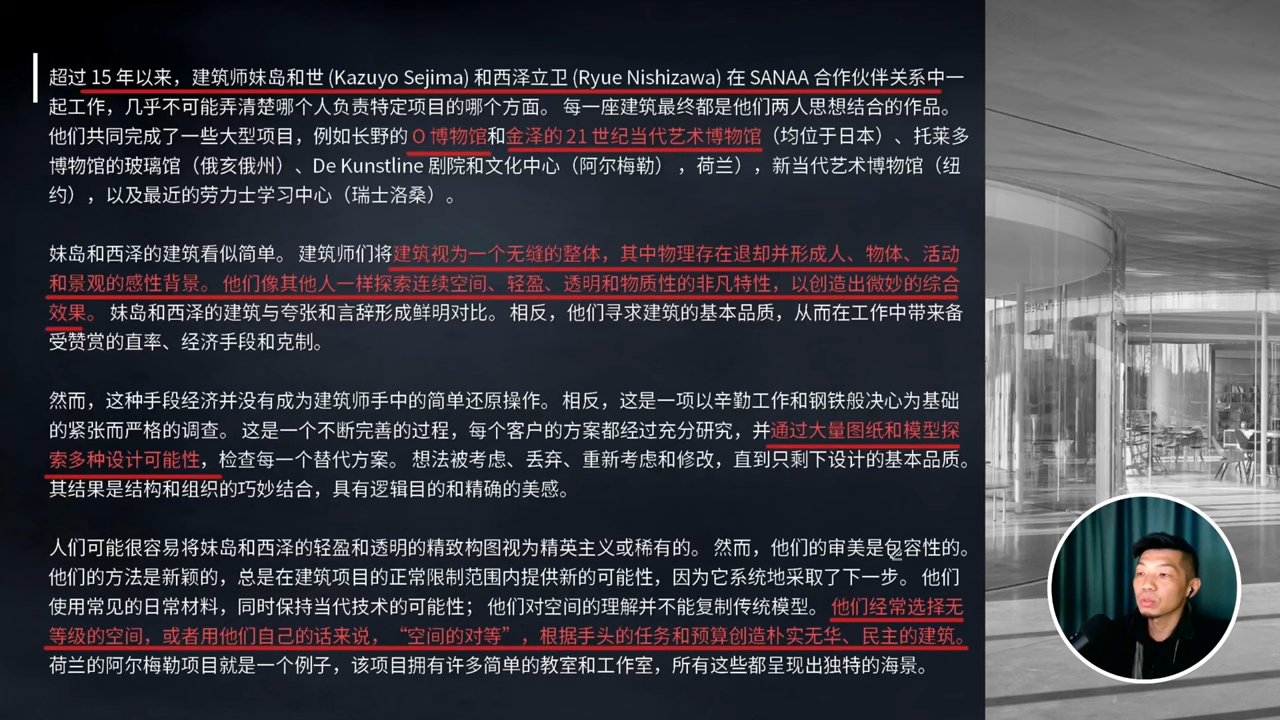 超过 15 年以来，建筑师妹岛和世 (Kazuyo Sejima) 和西泽立卫 (Ryue Nishizawa) 在 SANAA 合作伙伴关系中一
起工作，几乎不可能弄清楚哪个人负责特定项目的哪个方面。 每一座建筑最终都是他们两人思想结合的作品。
他们共同完成了一些大型项目，例如长野的 O 博物馆和金泽的 21 世纪当代艺术博物馆（均位于日本）、托莱多
博物馆的玻璃馆（俄亥俄州）、De Kunstline 剧院和文化中心（阿尔梅勒） ，荷兰），新当代艺术博物馆（纽
约），以及最近的劳力士学习中心（瑞士洛桑）。
妹岛和西泽的建筑看似简单。 建筑师们将建筑视为一个无缝的整体，其中物理存在退却并形成人、物体、活动
和景观的感性背景。 他们像其他人一样探索连续空间、轻盈、透明和物质性的非凡特性，以创造出微妙的综合
效果。 妹岛和西泽的建筑与夸张和言辞形成鲜明对比。 相反，他们寻求建筑的基本品质，从而在工作中带来备
受赞赏的直率、经济手段和克制。
然而，这种手段经济并没有成为建筑师手中的简单还原操作。 相反，这是一项以辛勤工作和钢铁般决心为基础
的紧张而严格的调查。 这是一个不断完善的过程，每个客户的方案都经过充分研究，并通过大量图纸和模型探
索多种设计可能性，检查每一个替代方案。 想法被考虑、丢弃、重新考虑和修改，直到只剩下设计的基本品质。
其结果是结构和组织的巧妙结合，具有逻辑目的和精确的美感。
人们可能很容易将妹岛和西泽的轻盈和透明的精致构图视为精英主义或稀有的。 然而，他们的审美是包容性的。
他们的方法是新颖的，总是在建筑项目的正常限制范围内提供新的可能性，因为它系统地采取了下一步。 他们
使用常见的日常材料，同时保持当代技术的可能性； 他们对空间的理解并不能复制传统模型。 他们经常选择无
等级的空间，或者用他们自己的话来说，“空间的对等”，根据手头的任务和预算创造朴实无华、民主的建筑。
荷兰的阿尔梅勒项目就是一个例子，该项目拥有许多简单的教室和工作室，所有这些都呈现出独特的海景。